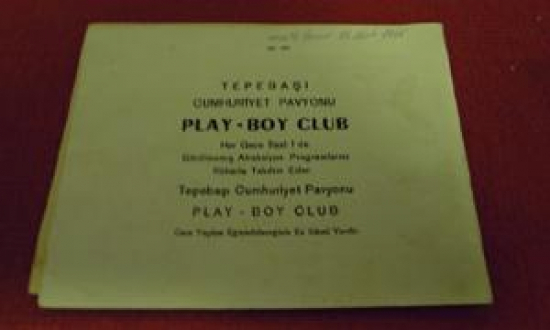 TEPEBAŞI
CUMHURİYET PAVYONU
PLAY - BOY CLUB
Her Gece Saat 1 de
Görülmemiş Atraksiyon Programlarını
İftiharla Takdim Eder
Tepebaşı Cumhuriyet Pavyonu
PLAY - BOY CLUB